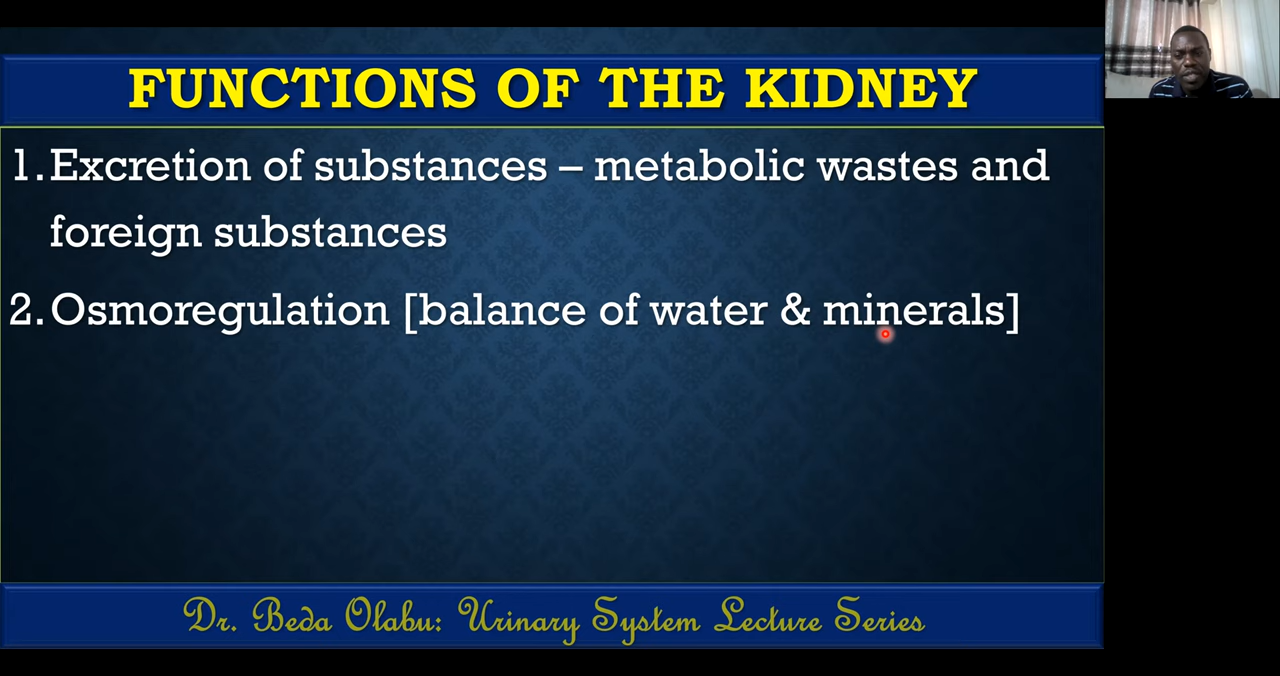 FUNCTIONS OF THE KIDNEY
1. Excretion of substances – metabolic wastes and
foreign substances
2. Osmoregulation [balance of water & minerals]
Dr. Beda Olabu: Urinary System Lecture Series